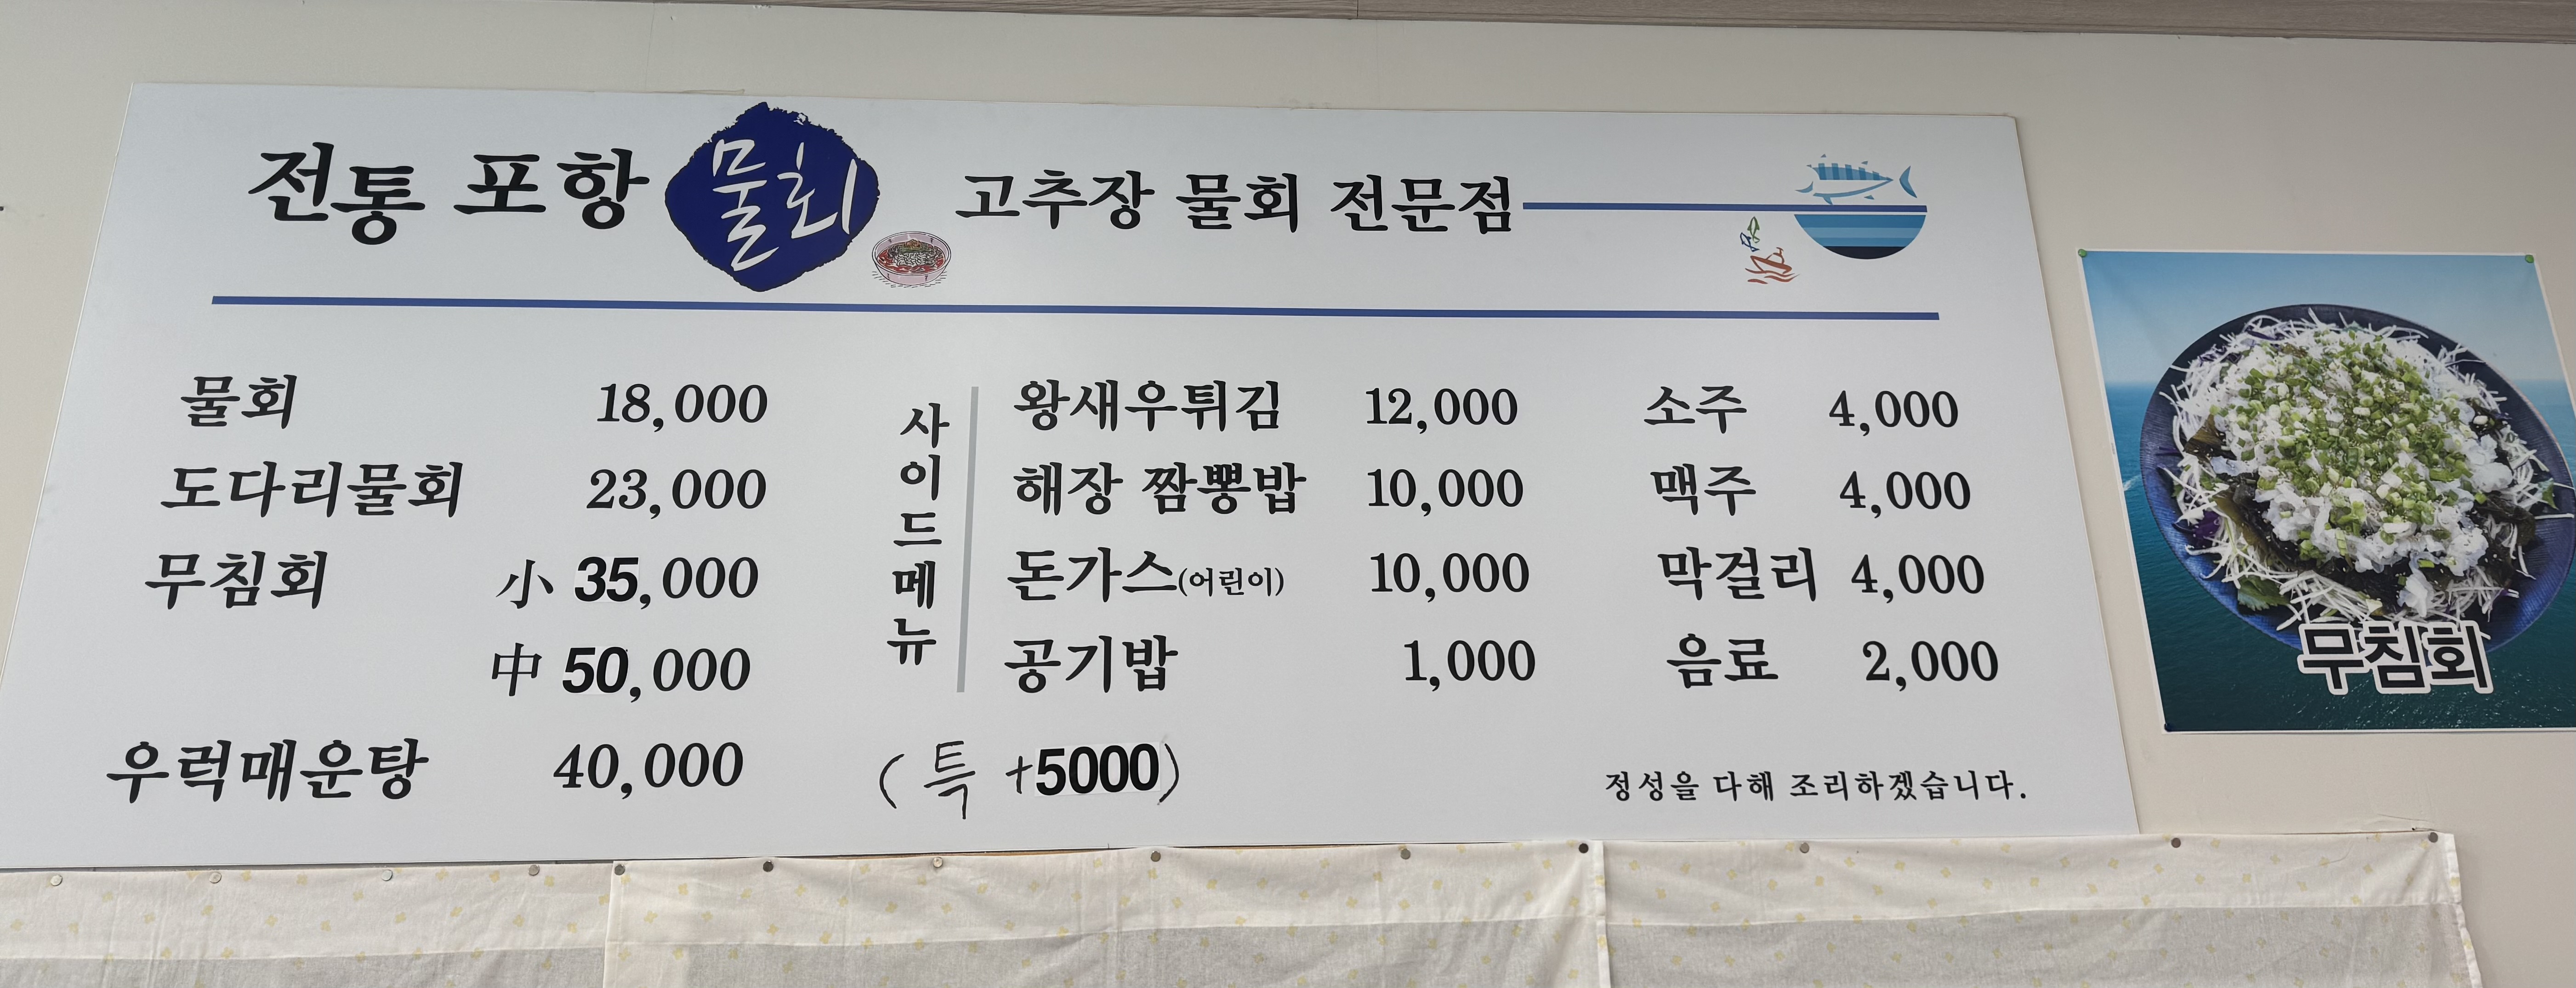 전통 포항 물회 고추장 물회 전문점
물회 18,000
도다리물회 23,000
무침회 小 35,000
中 50,000
우럭매운탕 40,000
(특 +5000)
사이드메뉴
왕새우튀김 12,000
해장 짬뽕밥 10,000
돈가스(어린이) 10,000
공기밥 1,000
소주 4,000
맥주 4,000
막걸리 4,000
음료 2,000
정성을 다해 조리하겠습니다.
무침회